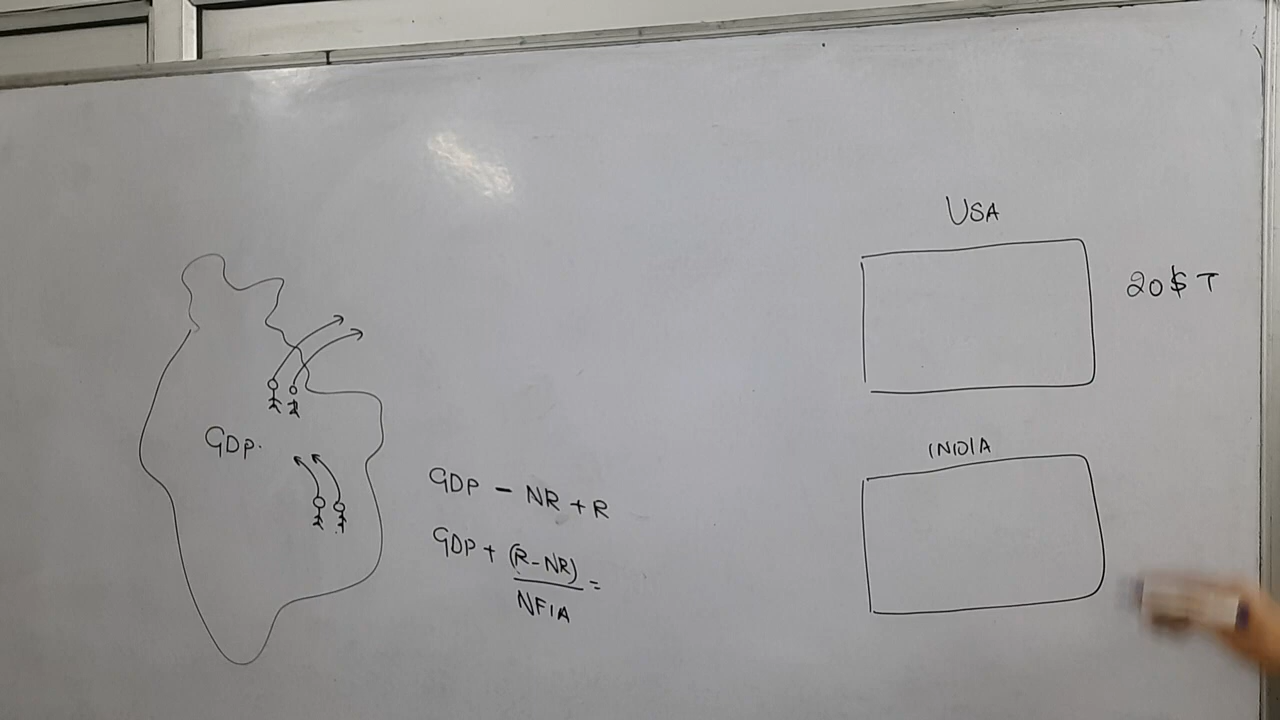 GDP.
GDP - NR + R
GDP + (R-NR) =
NFIA
USA
20$ T
INDIA